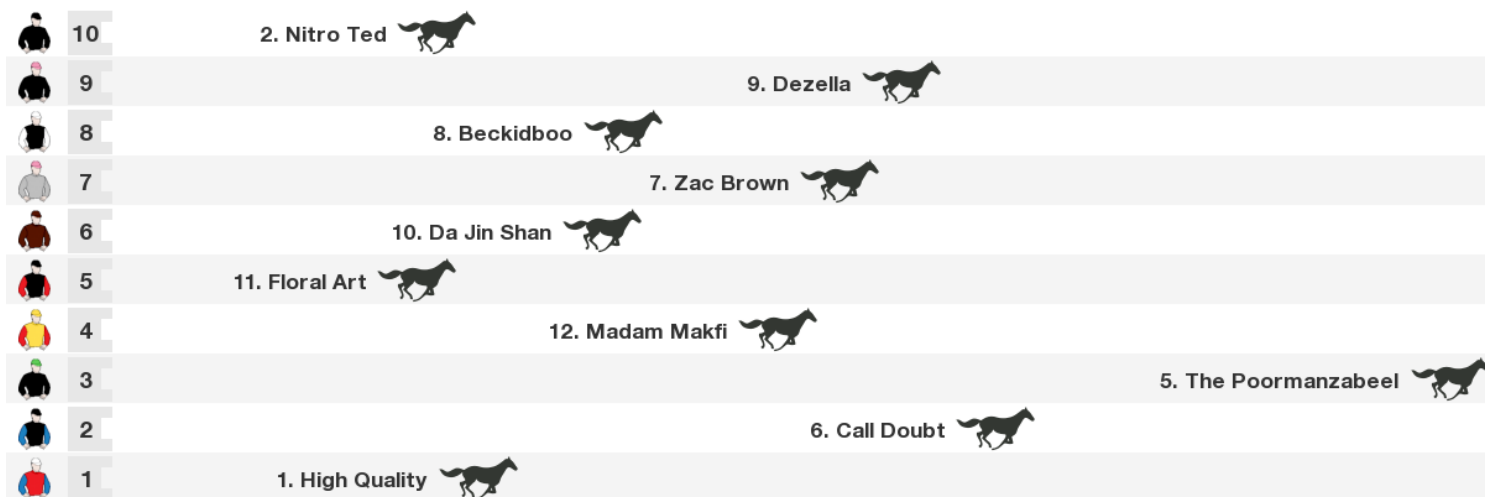 10 2. Nitro Ted
9 9. Dezella
8 8. Beckidboo
7 7. Zac Brown
6 10. Da Jin Shan
5 11. Floral Art
4 12. Madam Makfi
3 5. The Poormanzabeel
2 6. Call Doubt
1 1. High Quality